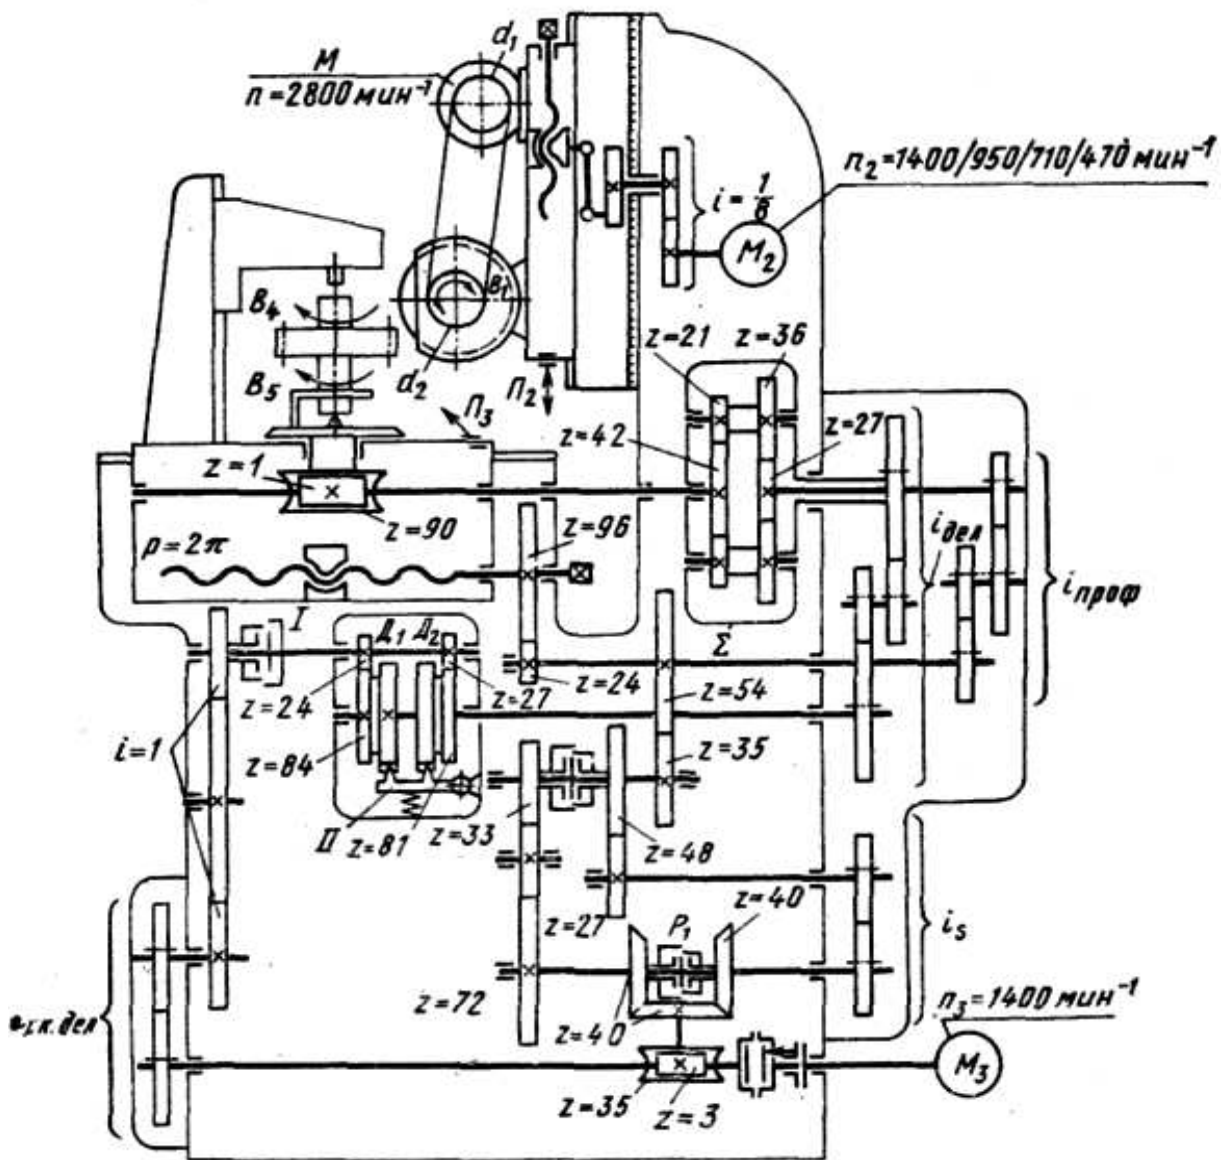 M
n=2800 мин⁻¹
d₁
n₂=1400/950/710/470 мин⁻¹
i=1/8
M₂
B₁
B₄
B₅
d₂
П₂
П₃
z=21
z=36
z=42
z=27
z=1
z=90
z=96
p=2π
i дел
i проф
I
Д₁ Д₂
Σ
z=24
z=27
z=24
z=54
i=1
z=84
z=35
II
z=81
z=33
z=48
z=27
P₁
z=40
i s
z=72
z=40
n₃=1400 мин⁻¹
M₃
z=35
z=3